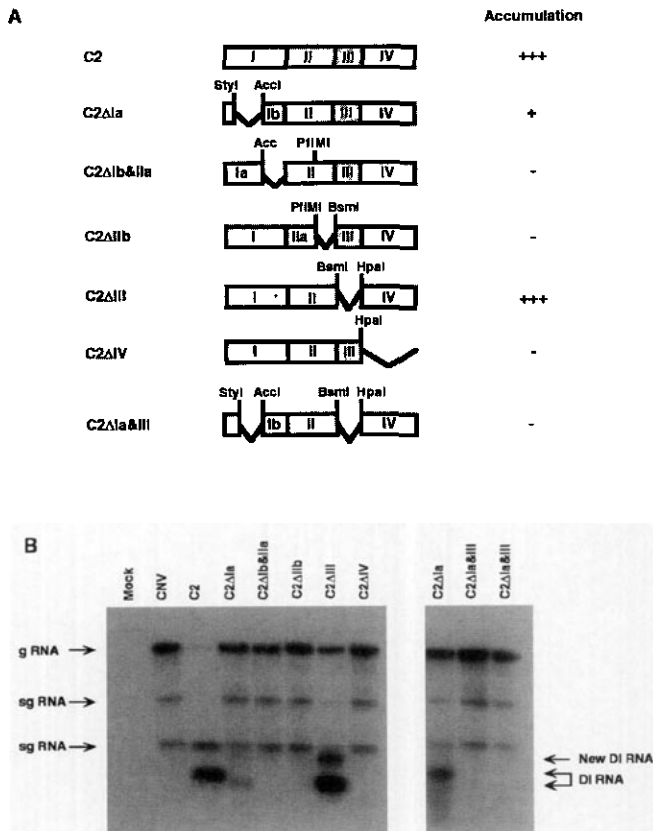 A
Accumulation
C2
I II III IV
+++
StyI AccI
C2ΔIa
Ib II III IV
+
Acc PflMI
C2ΔIb&IIa
Ia II III IV
-
PflMI BsmI
C2ΔIIb
I IIa III IV
-
BsmI HpaI
C2ΔIII
I II IV
+++
HpaI
C2ΔIV
I II III
-
StyI AccI BsmI HpaI
C2ΔIa&III
Ib II IV
-
B
Mock CNV C2 C2ΔIa C2ΔIb&IIa C2ΔIIb C2ΔIII C2ΔIV C2ΔIa C2ΔIa&III C2ΔIa&III
g RNA
sg RNA
sg RNA
New DI RNA
DI RNA